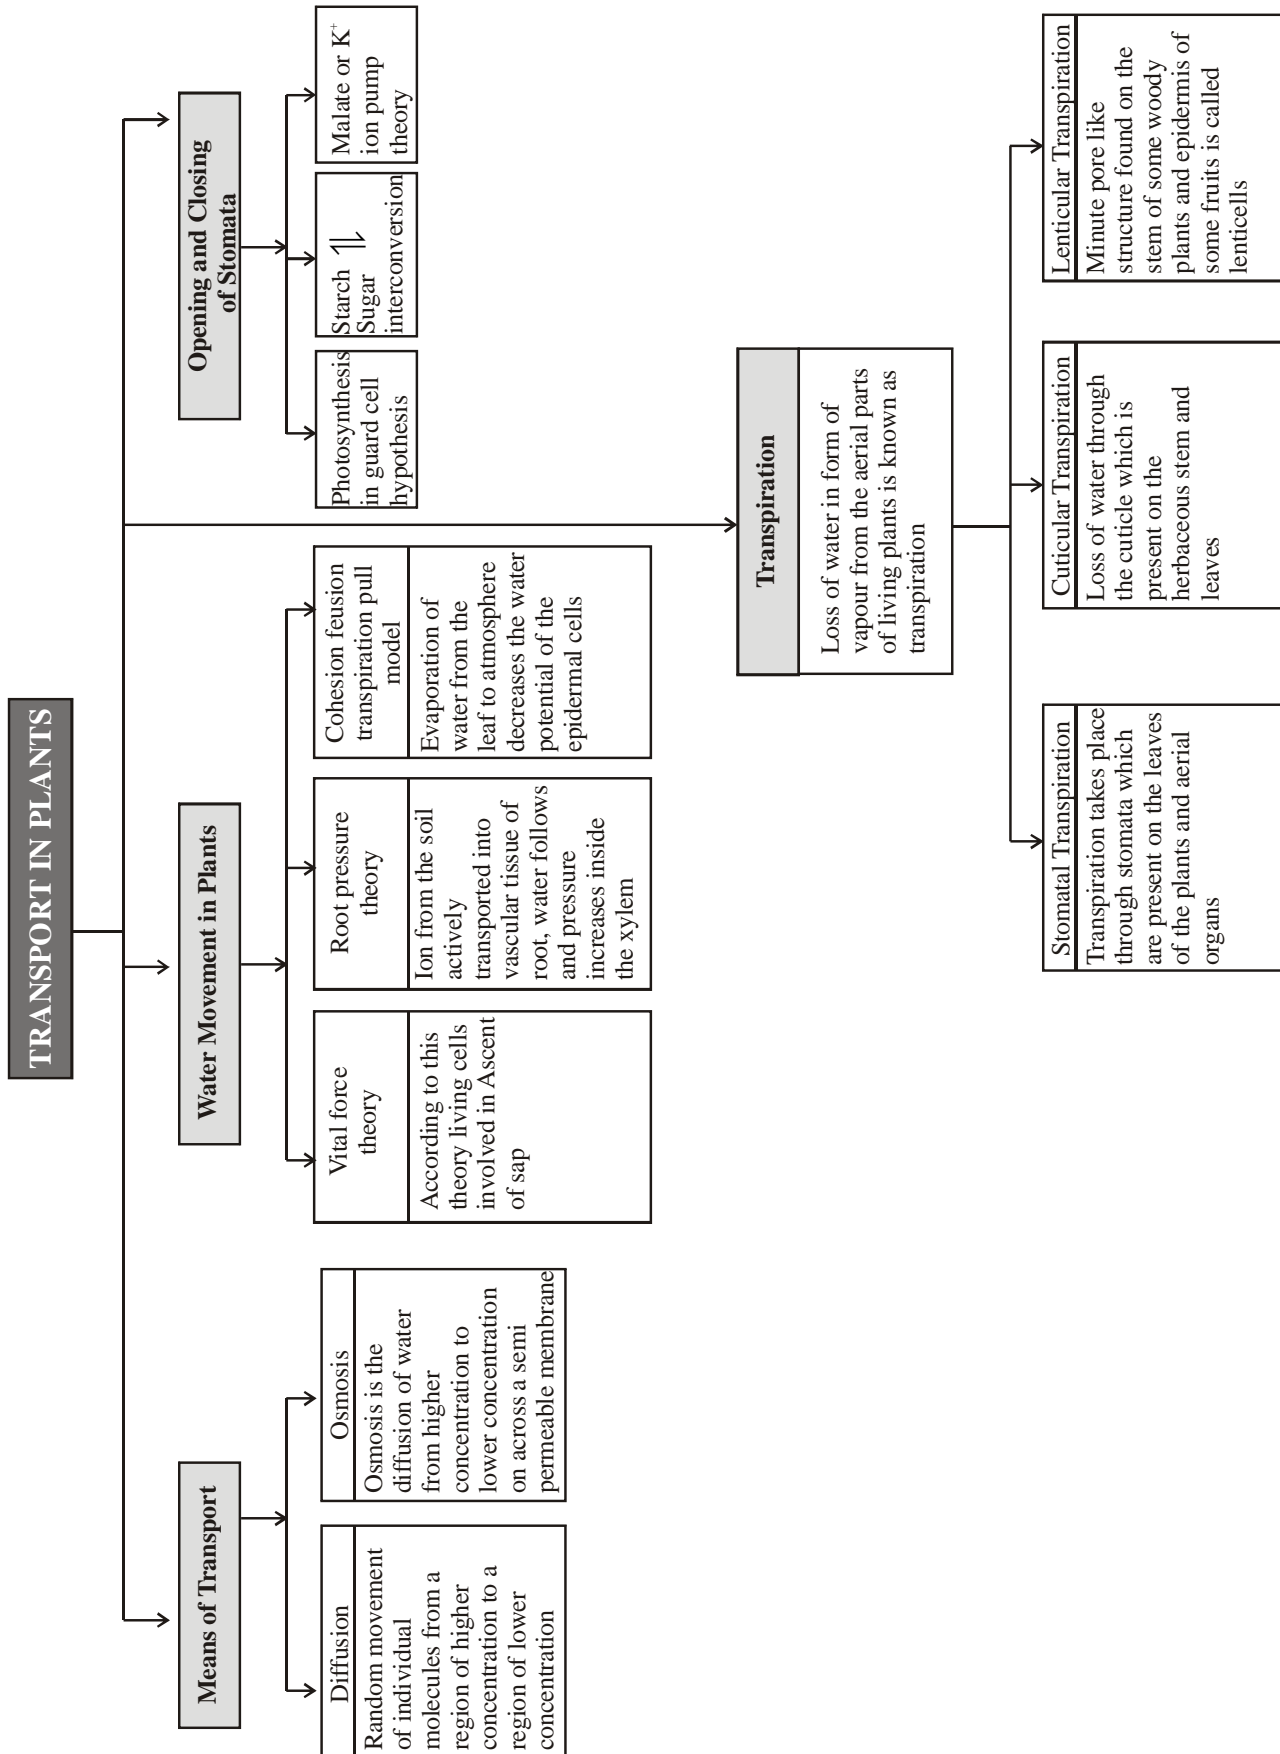 TRANSPORT IN PLANTS
Means of Transport
Diffusion
Random movement
of individual
molecules from a
region of higher
concentration to a
region of lower
concentration
Osmosis
Osmosis is the
diffusion of water
from higher
concentration to
lower concentration
on across a semi
permeable membrane
Water Movement in Plants
Vital force
theory
According to this
theory living cells
involved in Ascent
of sap
Root pressure
theory
Ion from the soil
actively
transported into
vascular tissue of
root, water follows
and pressure
increases inside
the xylem
Cohesion feusion
transpiration pull
model
Evaporation of
water from the
leaf to atmosphere
decreases the water
potential of the
epidermal cells
Opening and Closing
of Stomata
Photosynthesis
in guard cell
hypothesis
Starch ⇌
Sugar
interconversion
Malate or K⁺
ion pump
theory
Transpiration
Loss of water in form of
vapour from the aerial parts
of living plants is known as
transpiration
Stomatal Transpiration
Transpiration takes place
through stomata which
are present on the leaves
of the plants and aerial
organs
Cuticular Transpiration
Loss of water through
the cuticle which is
present on the
herbaceous stem and
leaves
Lenticular Transpiration
Minute pore like
structure found on the
stem of some woody
plants and epidermis of
some fruits is called
lenticells